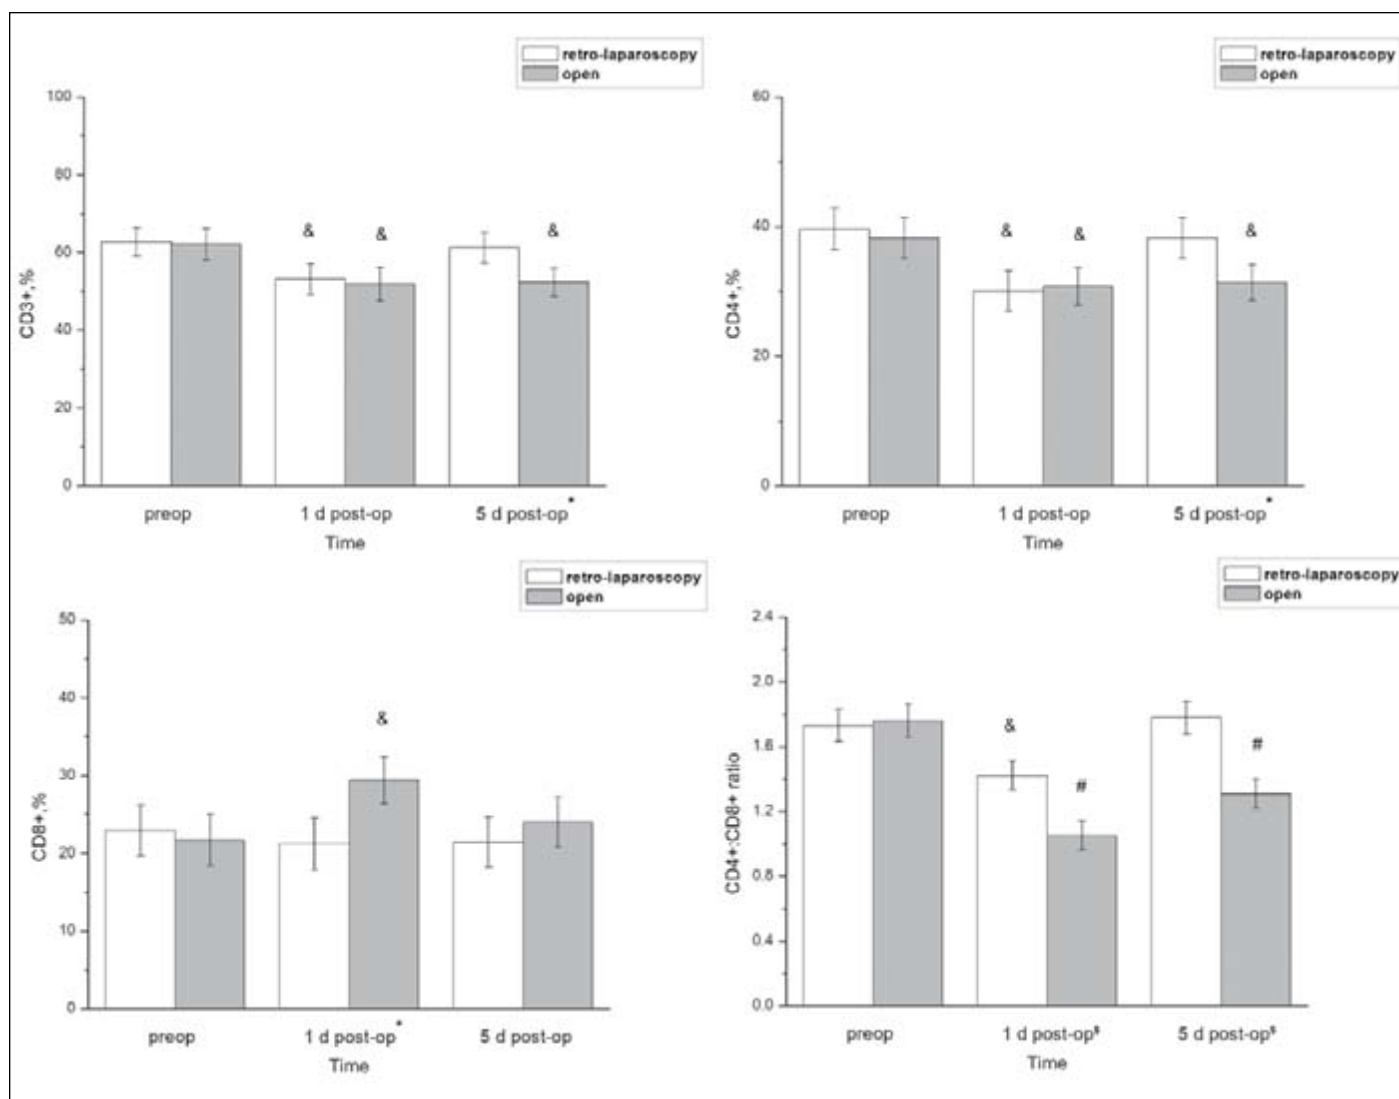 retro-laparoscopy
open
100
80
60
40
20
0
CD3+,%
&
&
&
preop
1 d post-op*
5 d post-op*
Time
retro-laparoscopy
open
60
40
20
0
CD4+,%
&
&
&
preop
1 d post-op
5 d post-op*
Time
retro-laparoscopy
open
50
40
30
20
10
0
CD8+,%
&
preop
1 d post-op*
5 d post-op
Time
retro-laparoscopy
open
2.4
2.0
1.6
1.2
0.8
0.4
0.0
CD4+:CD8+ ratio
&
#
#
preop
1 d post-op$
5 d post-op$
Time